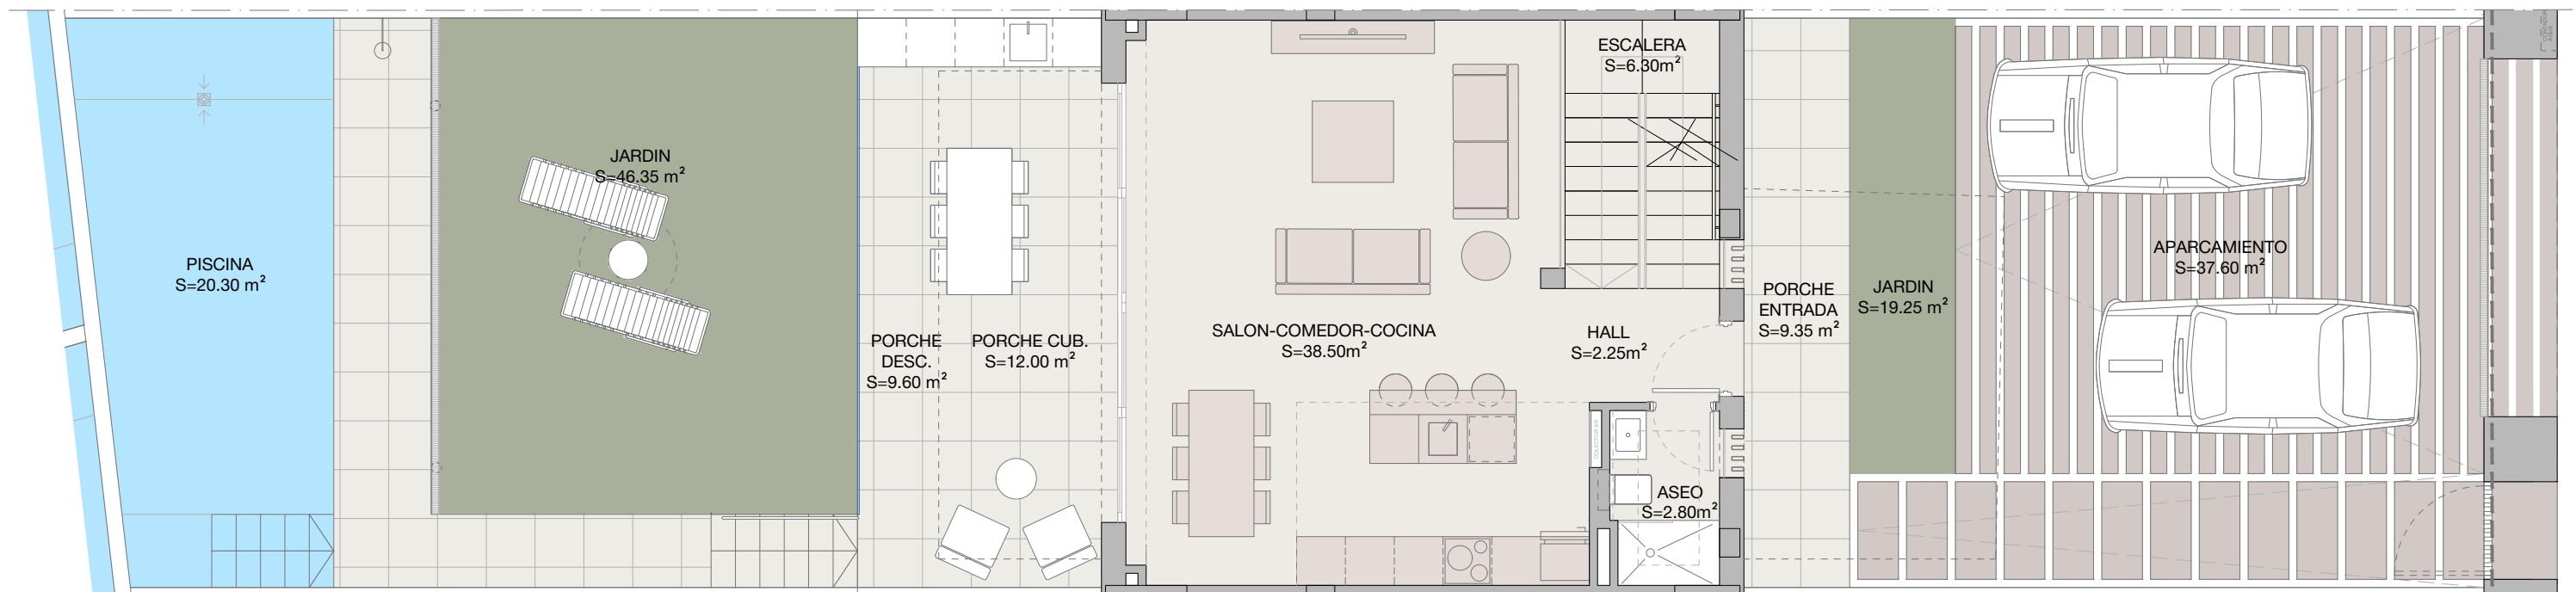 PISCINA
S=20.30 m²
JARDIN
S=46.35 m²
PORCHE
DESC.
S=9.60 m²
PORCHE CUB.
S=12.00 m²
SALON-COMEDOR-COCINA
S=38.50m²
ESCALERA
S=6.30m²
HALL
S=2.25m²
ASEO
S=2.80m²
PORCHE
ENTRADA
S=9.35 m²
JARDIN
S=19.25 m²
APARCAMIENTO
S=37.60 m²